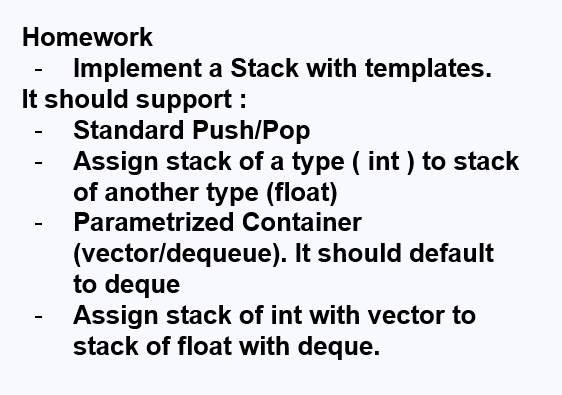 Homework
- Implement a Stack with templates.
It should support :
- Standard Push/Pop
- Assign stack of a type ( int ) to stack
of another type (float)
- Parametrized Container
(vector/dequeue). It should default
to deque
- Assign stack of int with vector to
stack of float with deque.